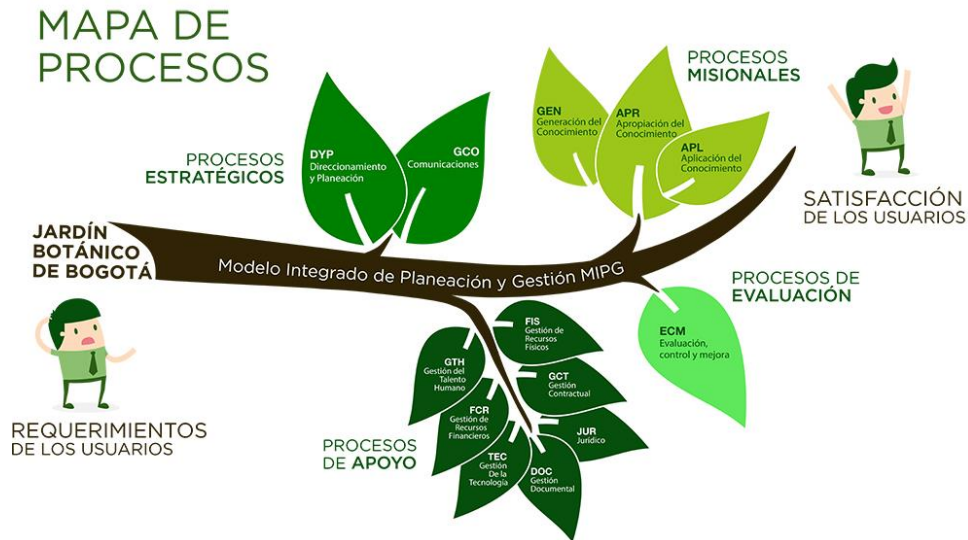 MAPA DE
PROCESOS
PROCESOS
ESTRATÉGICOS
DYP
Direccionamiento
y Planeación
GCO
Comunicaciones
PROCESOS
MISIONALES
GEN
Generación del
Conocimiento
APR
Apropiación del
Conocimiento
APL
Aplicación del
Conocimiento
SATISFACCIÓN
DE LOS USUARIOS
JARDÍN
BOTÁNICO
DE BOGOTÁ
Modelo Integrado de Planeación y Gestión MIPG
PROCESOS DE
EVALUACIÓN
ECM
Evaluación,
control y mejora
REQUERIMIENTOS
DE LOS USUARIOS
PROCESOS
DE APOYO
FIS
Gestión de
Recursos
Físicos
GTH
Gestión del
Talento
Humano
GCT
Gestión
Contractual
FCR
Gestión de
Recursos
Financieros
JUR
Jurídico
TEC
Gestión
De la
Tecnología
DOC
Gestión
Documental